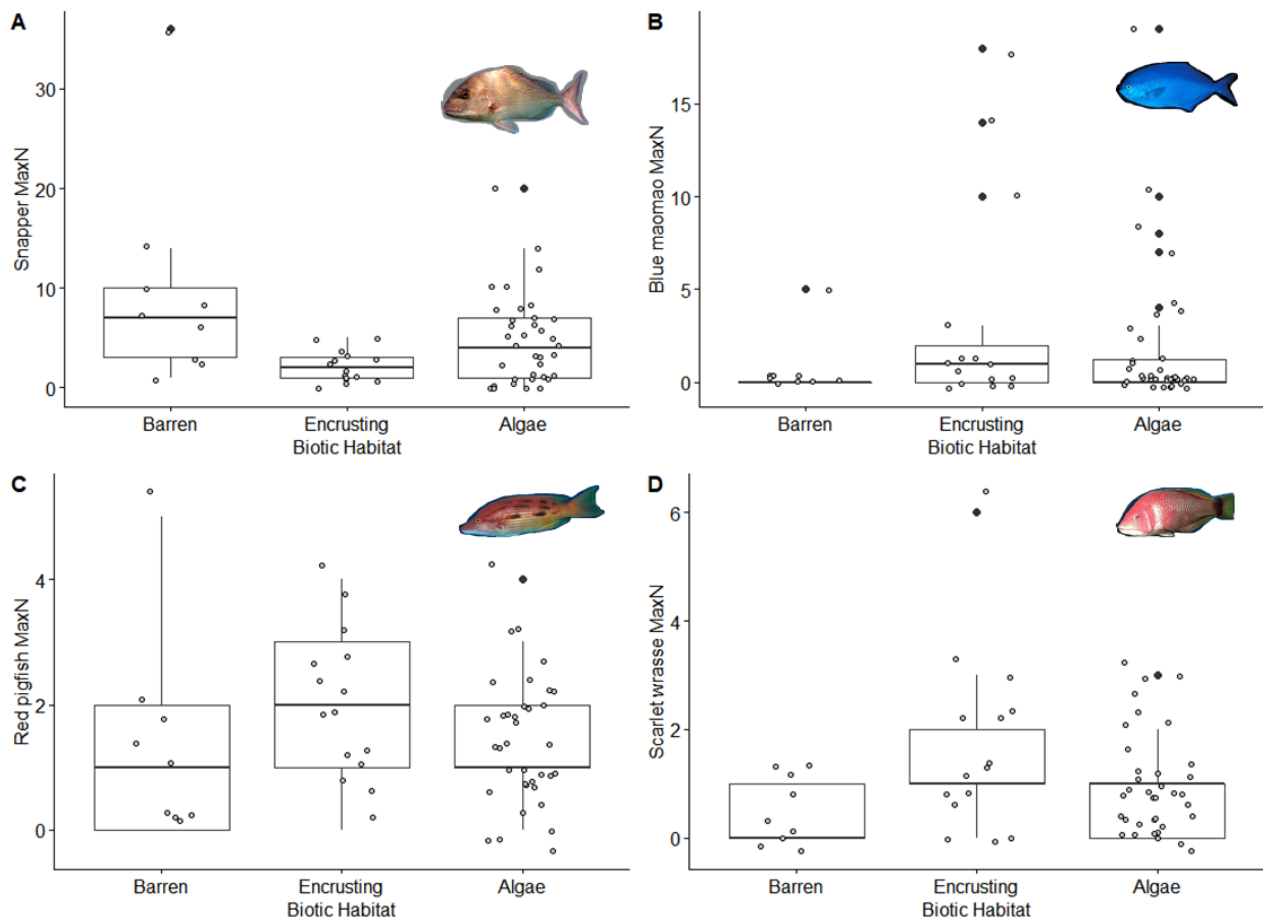 A
Snapper MaxN
30
20
10
0
Barren
Encrusting
Algae
Biotic Habitat
B
Blue maomao MaxN
15
10
5
0
Barren
Encrusting
Algae
Biotic Habitat
C
Red pigfish MaxN
4
2
0
Barren
Encrusting
Algae
Biotic Habitat
D
Scarlet wrasse MaxN
6
4
2
0
Barren
Encrusting
Algae
Biotic Habitat